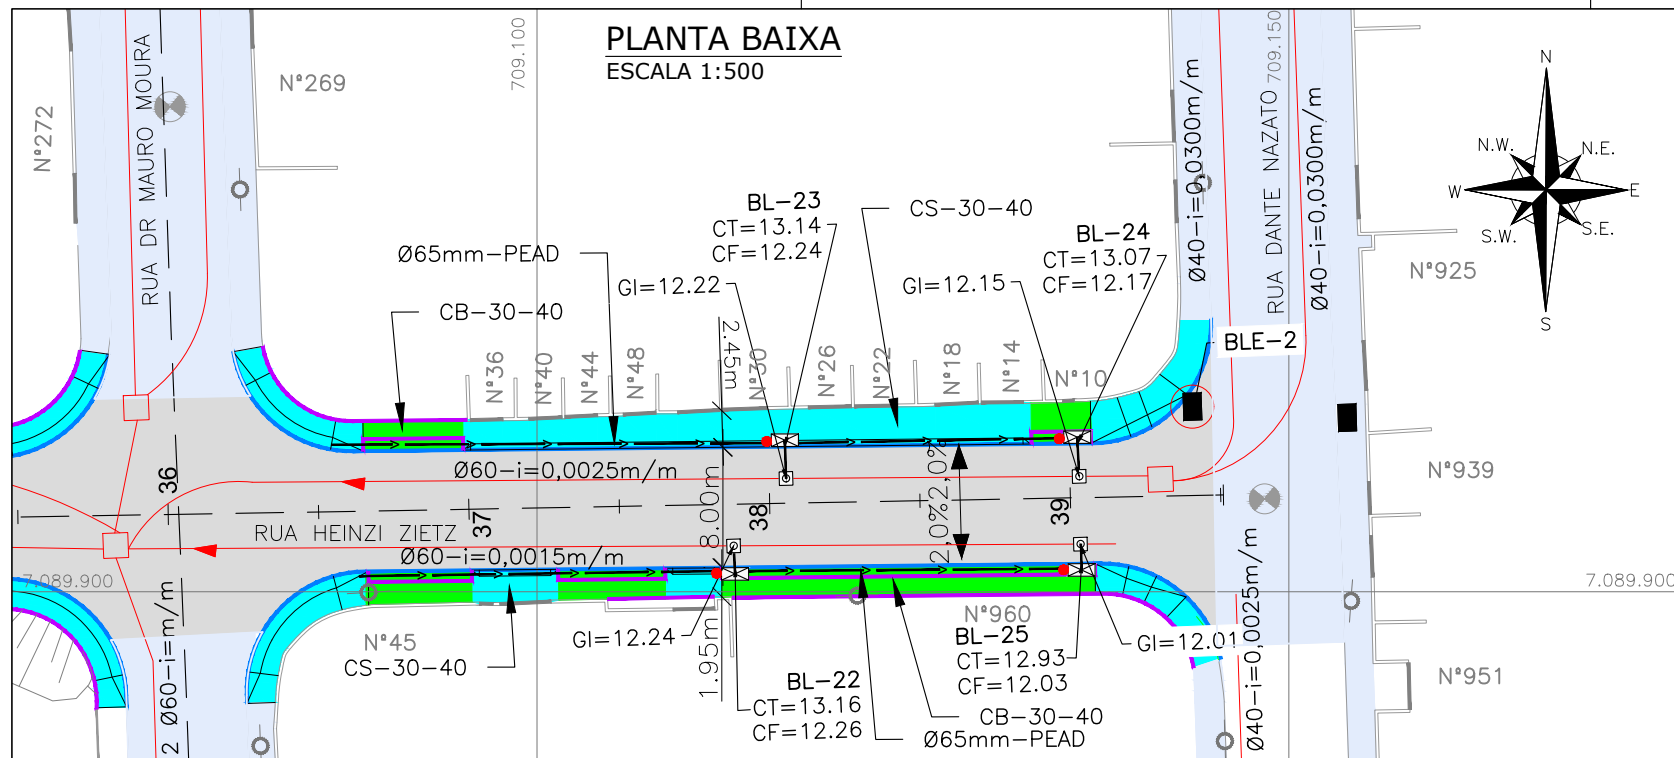 PLANTA BAIXA
ESCALA 1:500
709.100
709.150
N
N.W.
N.E.
W
E
S.W.
S.E.
S
N°272
RUA DR MAURO MOURA
N°269
BL-23
CT=13.14
CF=12.24
CS-30-40
BL-24
CT=13.07
CF=12.17
Ø40-i=0,0300m/m
RUA DANTE NAZATO
Ø40-i=0,0300m/m
N°925
Ø65mm-PEAD
GI=12.22
GI=12.15
CB-30-40
BLE-2
2.45m
N°36
N°40
N°44
N°48
N°30
N°26
N°22
N°18
N°14
N°10
36
Ø60-i=0,0025m/m
2,0%
2,0%
N°939
37
38
39
8.00m
RUA HEINZI ZIETZ
Ø60-i=0,0015m/m
7.089.900
7.089.900
N°45
CS-30-40
GI=12.24
1.95m
N°960
BL-25
CT=12.93
CF=12.03
GI=12.01
Ø40-i=0,0025m/m
N°951
BL-22
CT=13.16
CF=12.26
CB-30-40
Ø65mm-PEAD
2 Ø60-i=m/m